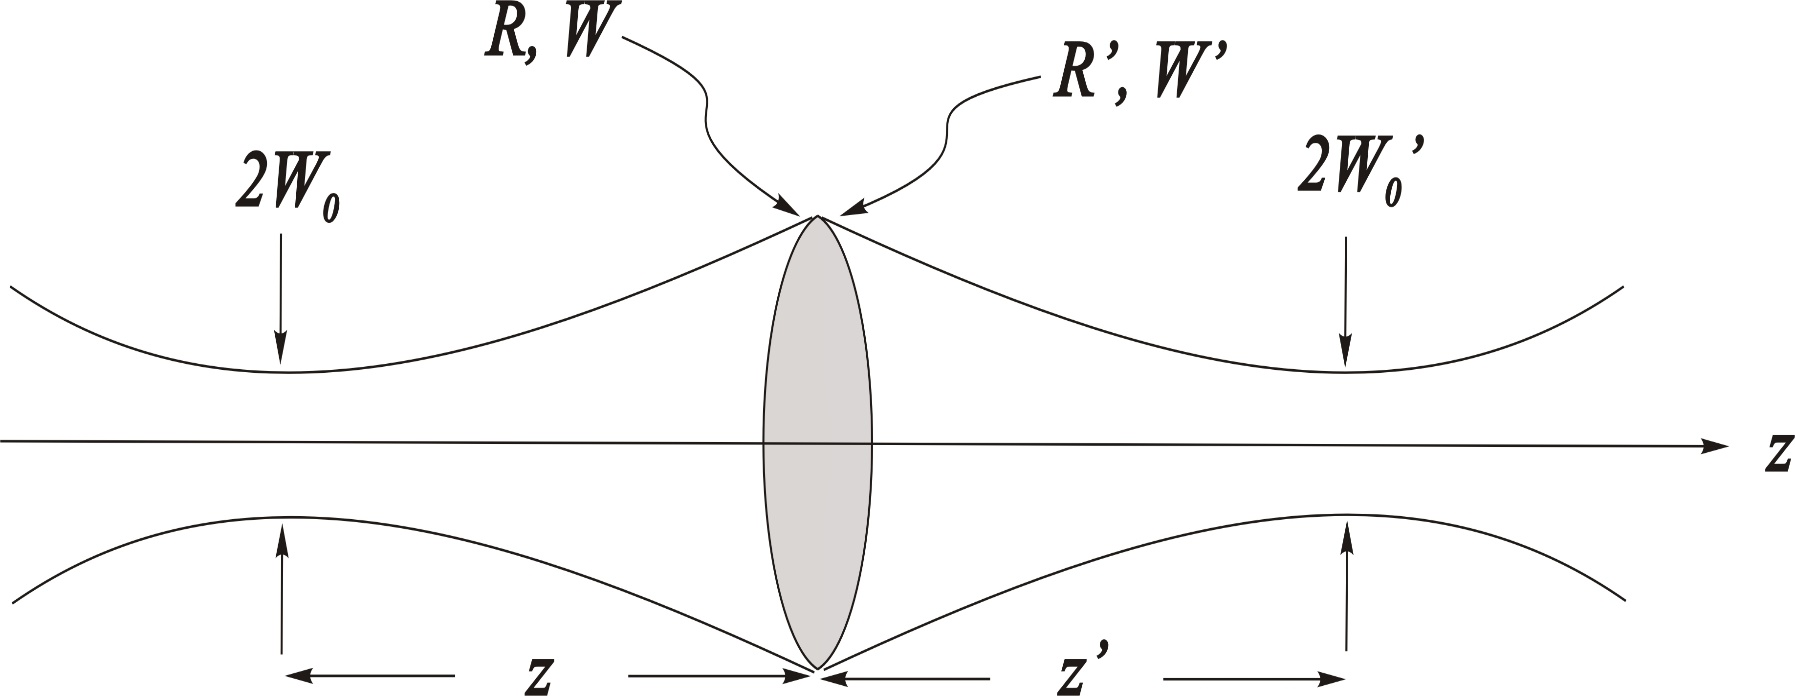 R, W
R’, W’
2W₀
2W₀’
z
z
z’